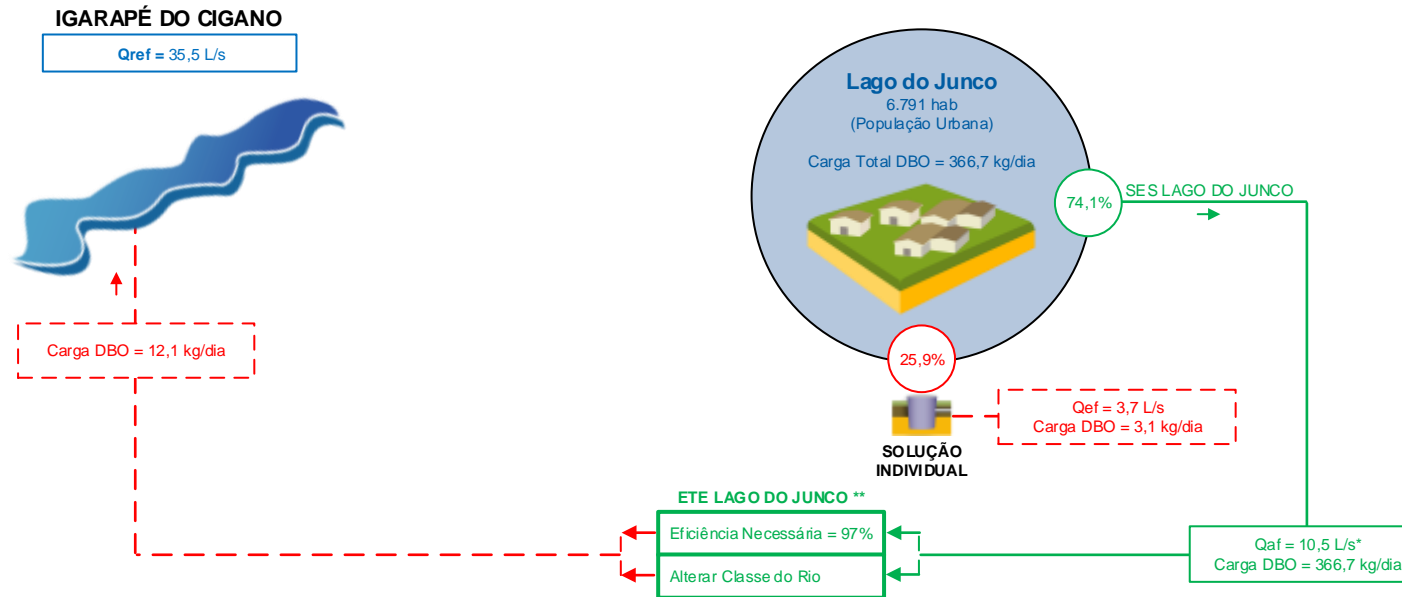 IGARAPÉ DO CIGANO
Qref = 35,5 L/s
Lago do Junco
6.791 hab
(População Urbana)
Carga Total DBO = 366,7 kg/dia
74,1%
SES LAGO DO JUNCO
25,9%
Carga DBO = 12,1 kg/dia
Qef = 3,7 L/s
Carga DBO = 3,1 kg/dia
SOLUÇÃO
INDIVIDUAL
ETE LAGO DO JUNCO **
Eficiência Necessária = 97%
Alterar Classe do Rio
Qaf = 10,5 L/s*
Carga DBO = 366,7 kg/dia